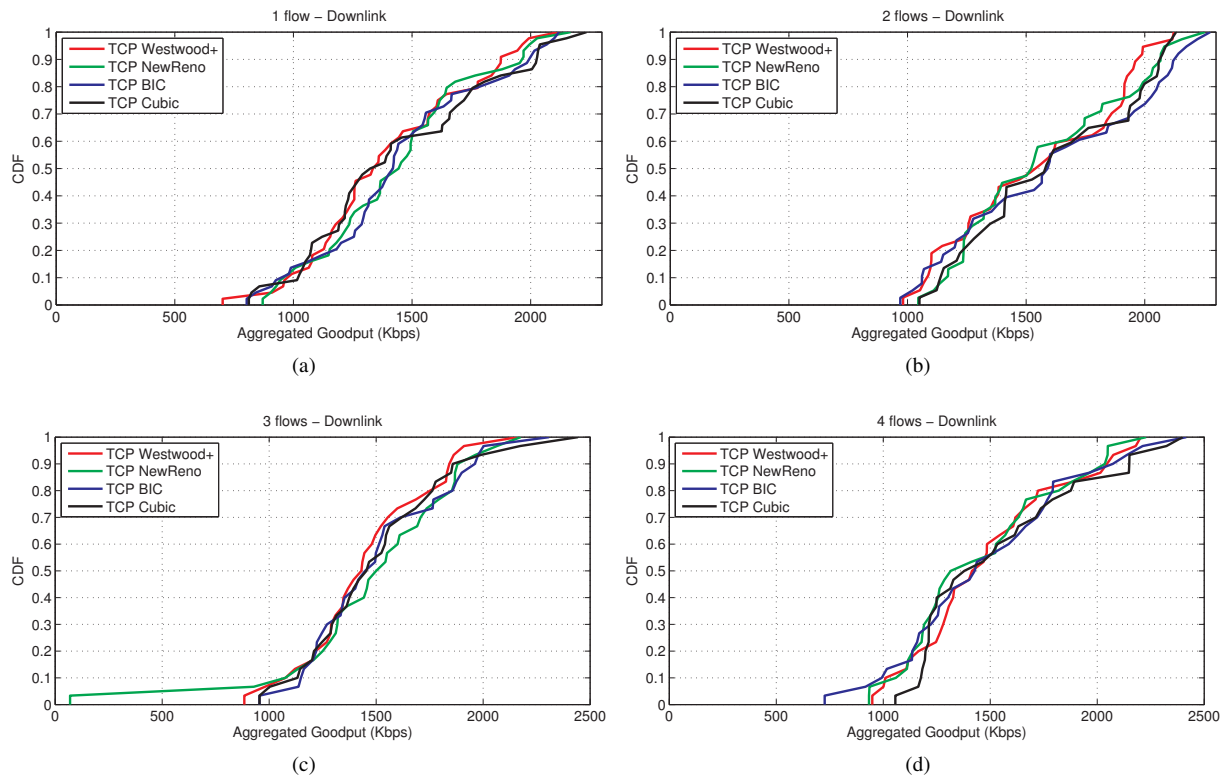 1 flow – Downlink
1
0.9
0.8
0.7
0.6
0.5
0.4
0.3
0.2
0.1
0
CDF
TCP Westwood+
TCP NewReno
TCP BIC
TCP Cubic
0 500 1000 1500 2000
Aggregated Goodput (Kbps)
(a)
2 flows – Downlink
1
0.9
0.8
0.7
0.6
0.5
0.4
0.3
0.2
0.1
0
CDF
TCP Westwood+
TCP NewReno
TCP BIC
TCP Cubic
0 500 1000 1500 2000
Aggregated Goodput (Kbps)
(b)
3 flows – Downlink
1
0.9
0.8
0.7
0.6
0.5
0.4
0.3
0.2
0.1
0
CDF
TCP Westwood+
TCP NewReno
TCP BIC
TCP Cubic
0 500 1000 1500 2000 2500
Aggregated Goodput (Kbps)
(c)
4 flows – Downlink
1
0.9
0.8
0.7
0.6
0.5
0.4
0.3
0.2
0.1
0
CDF
TCP Westwood+
TCP NewReno
TCP BIC
TCP Cubic
0 500 1000 1500 2000 2500
Aggregated Goodput (Kbps)
(d)